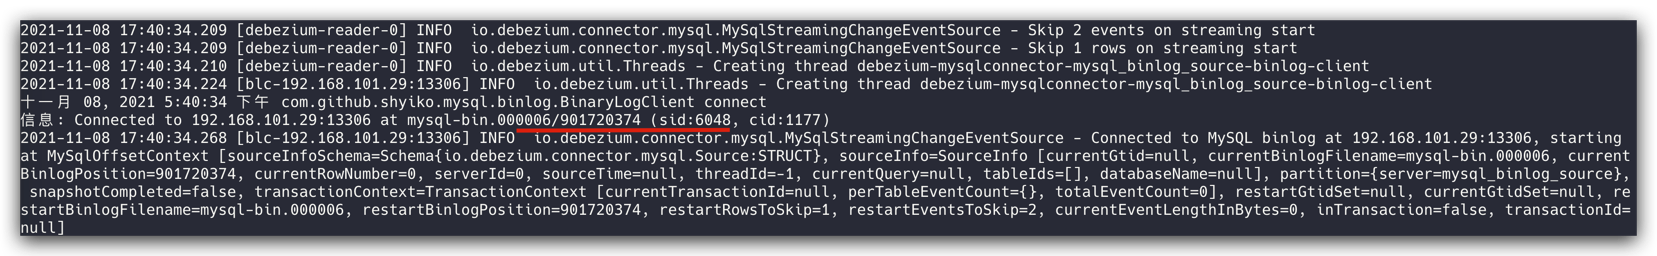 2021-11-08 17:40:34.209 [debezium-reader-0] INFO  io.debezium.connector.mysql.MySqlStreamingChangeEventSource - Skip 2 events on streaming start
2021-11-08 17:40:34.209 [debezium-reader-0] INFO  io.debezium.connector.mysql.MySqlStreamingChangeEventSource - Skip 1 rows on streaming start
2021-11-08 17:40:34.210 [debezium-reader-0] INFO  io.debezium.util.Threads - Creating thread debezium-mysqlconnector-mysql_binlog_source-binlog-client
2021-11-08 17:40:34.224 [blc-192.168.101.29:13306] INFO  io.debezium.util.Threads - Creating thread debezium-mysqlconnector-mysql_binlog_source-binlog-client
十一月 08, 2021 5:40:34 下午 com.github.shyiko.mysql.binlog.BinaryLogClient connect
信息: Connected to 192.168.101.29:13306 at mysql-bin.000006/901720374 (sid:6048, cid:1177)
2021-11-08 17:40:34.268 [blc-192.168.101.29:13306] INFO  io.debezium.connector.mysql.MySqlStreamingChangeEventSource - Connected to MySQL binlog at 192.168.101.29:13306, starting
at MySqlOffsetContext [sourceInfoSchema=Schema{io.debezium.connector.mysql.Source:STRUCT}, sourceInfo=SourceInfo [currentGtid=null, currentBinlogFilename=mysql-bin.000006, current
BinlogPosition=901720374, currentRowNumber=0, serverId=0, sourceTime=null, threadId=-1, currentQuery=null, tableIds=[], databaseName=null], partition={server=mysql_binlog_source},
snapshotCompleted=false, transactionContext=TransactionContext [currentTransactionId=null, perTableEventCount={}, totalEventCount=0], restartGtidSet=null, currentGtidSet=null, re
startBinlogFilename=mysql-bin.000006, restartBinlogPosition=901720374, restartRowsToSkip=1, restartEventsToSkip=2, currentEventLengthInBytes=0, inTransaction=false, transactionId=
null]